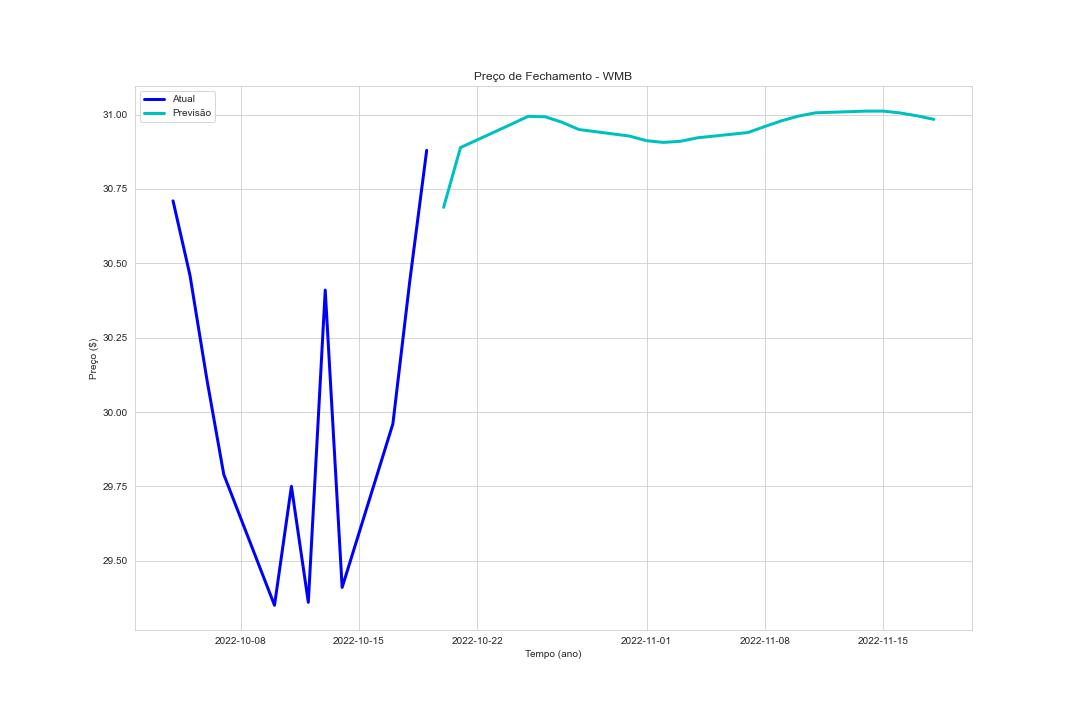 Preço de Fechamento - WMB
Atual
Previsão
31.00
30.75
30.50
30.25
30.00
29.75
29.50
Preço ($)
2022-10-08 2022-10-15 2022-10-22 2022-11-01 2022-11-08 2022-11-15
Tempo (ano)